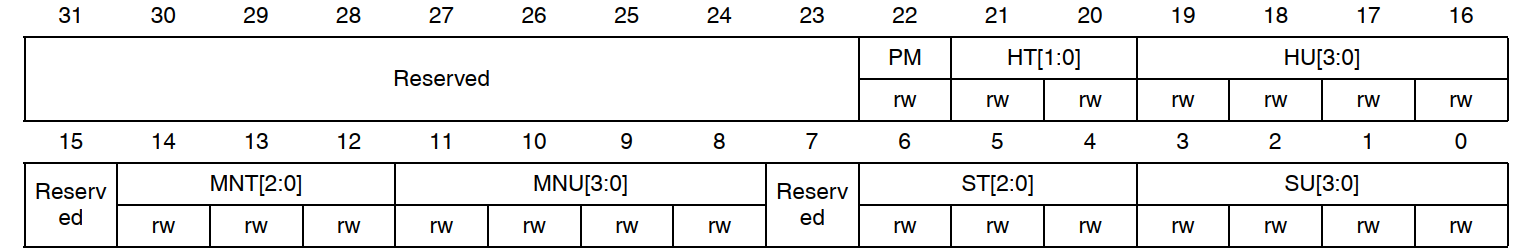 31 30 29 28 27 26 25 24 23 22 21 20 19 18 17 16
Reserved PM HT[1:0] HU[3:0]
rw rw rw rw rw rw rw
15 14 13 12 11 10 9 8 7 6 5 4 3 2 1 0
Reserv
ed
MNT[2:0] MNU[3:0]
Reserv
ed
ST[2:0] SU[3:0]
rw rw rw rw rw rw rw rw rw rw rw rw rw rw